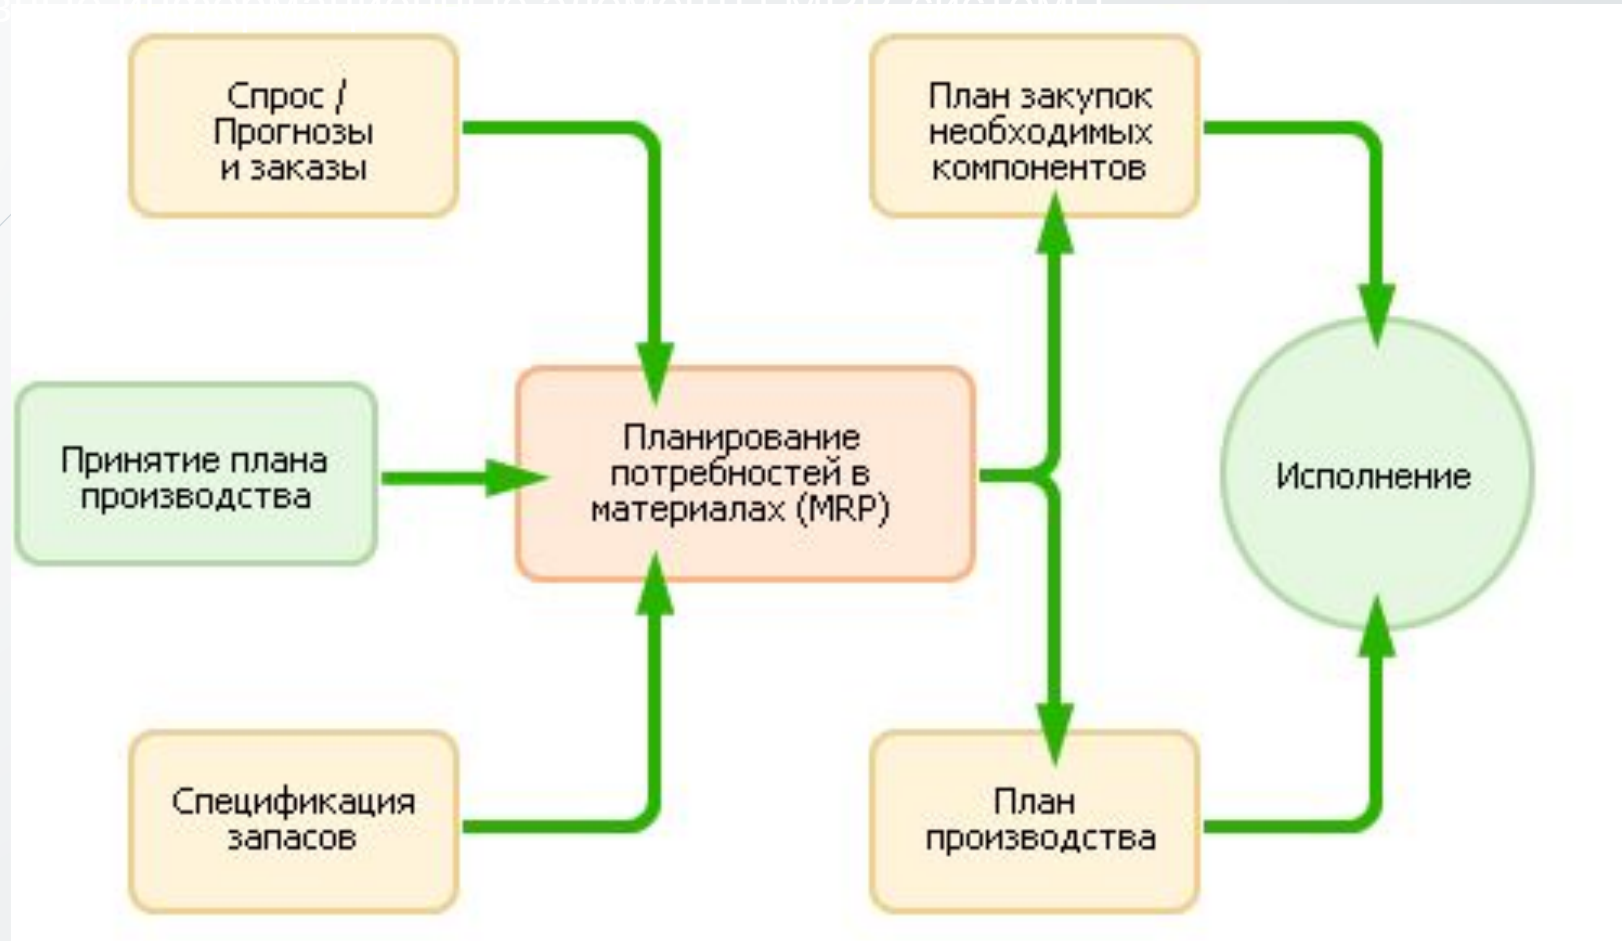 Спрос /
Прогнозы
и заказы
План закупок
необходимых
компонентов
Принятие плана
производства
Планирование
потребностей в
материалах (MRP)
Исполнение
Спецификация
запасов
План
производства